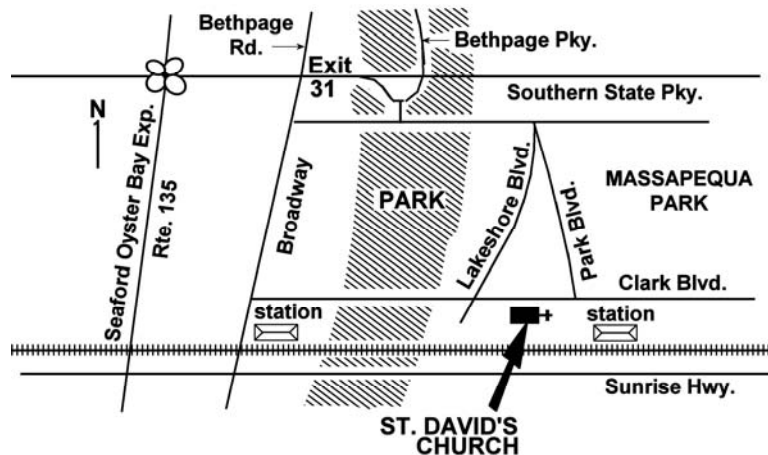 Bethpage
Rd.
Bethpage Pky.
Exit
31
Southern State Pky.
N
Seaford Oyster Bay Exp.
Rte. 135
Broadway
PARK
Lakeshore Blvd.
Park Blvd.
MASSAPEQUA
PARK
Clark Blvd.
station
station
Sunrise Hwy.
ST. DAVID'S
CHURCH